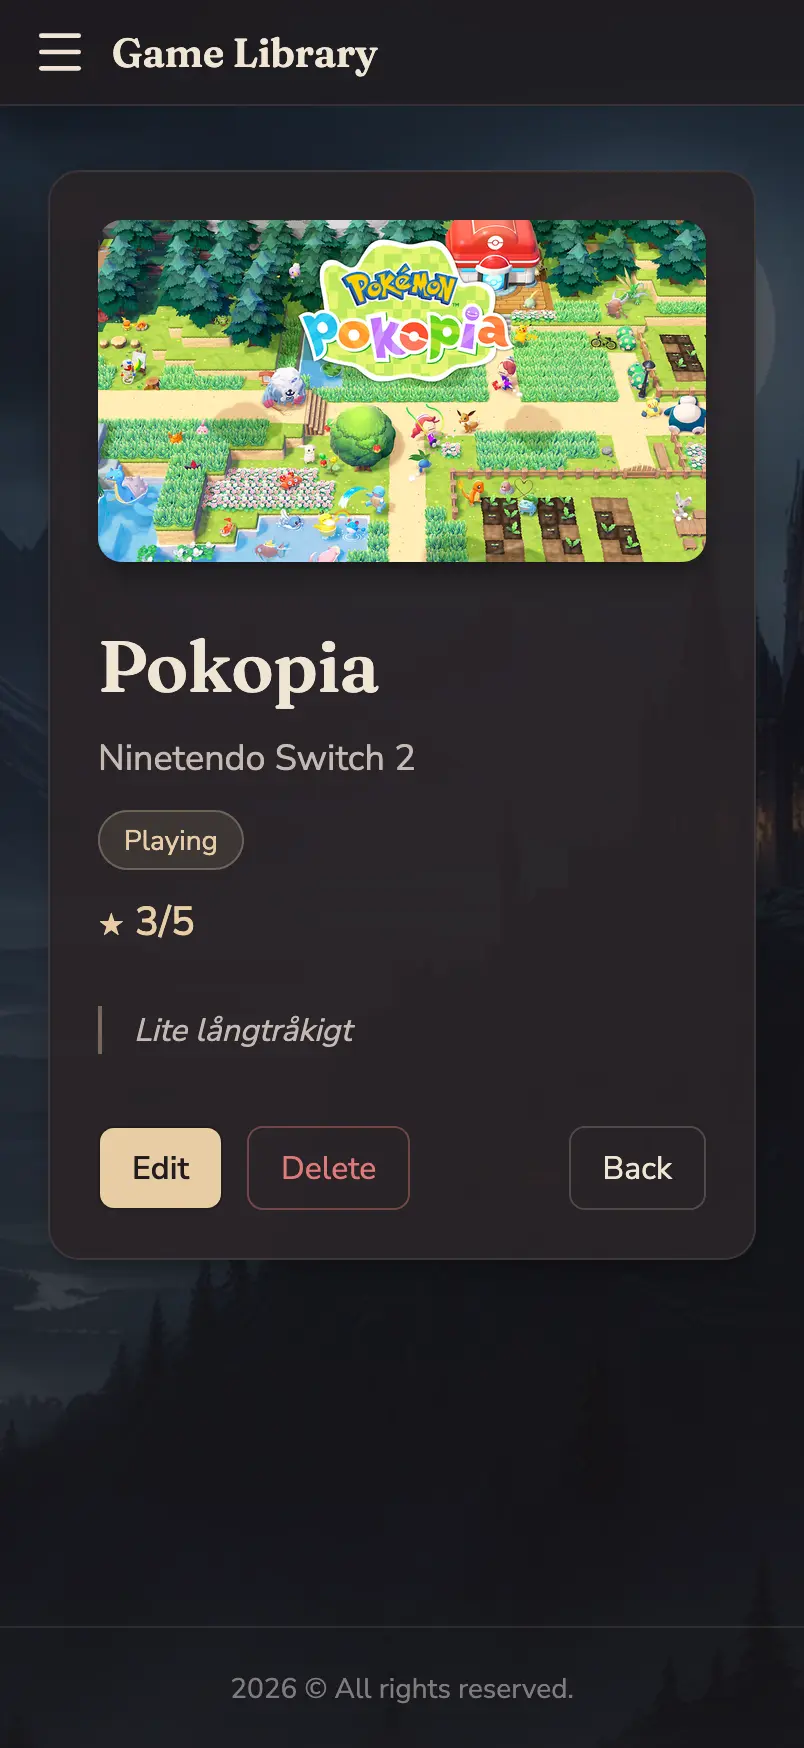 Game Library
POKéMON
pokopia
Pokopia
Ninetendo Switch 2
Playing
★ 3/5
Lite långtråkigt
Edit
Delete
Back
2026 © All rights reserved.